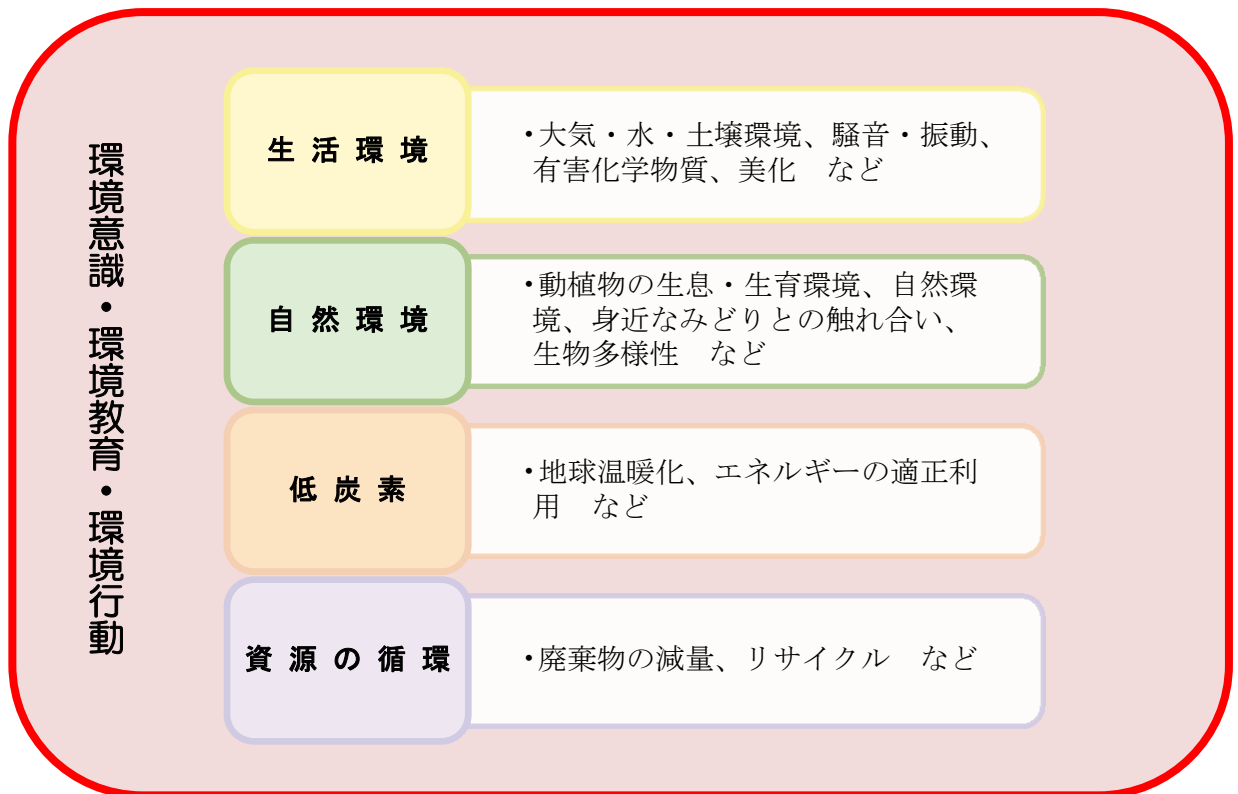 環境意識・環境教育・環境行動
生活環境
・大気・水・土壌環境、騒音・振動、
有害化学物質、美化　など
自然環境
・動植物の生息・生育環境、自然環
境、身近なみどりとの触れ合い、
生物多様性　など
低炭素
・地球温暖化、エネルギーの適正利
用　など
資源の循環
・廃棄物の減量、リサイクル　など